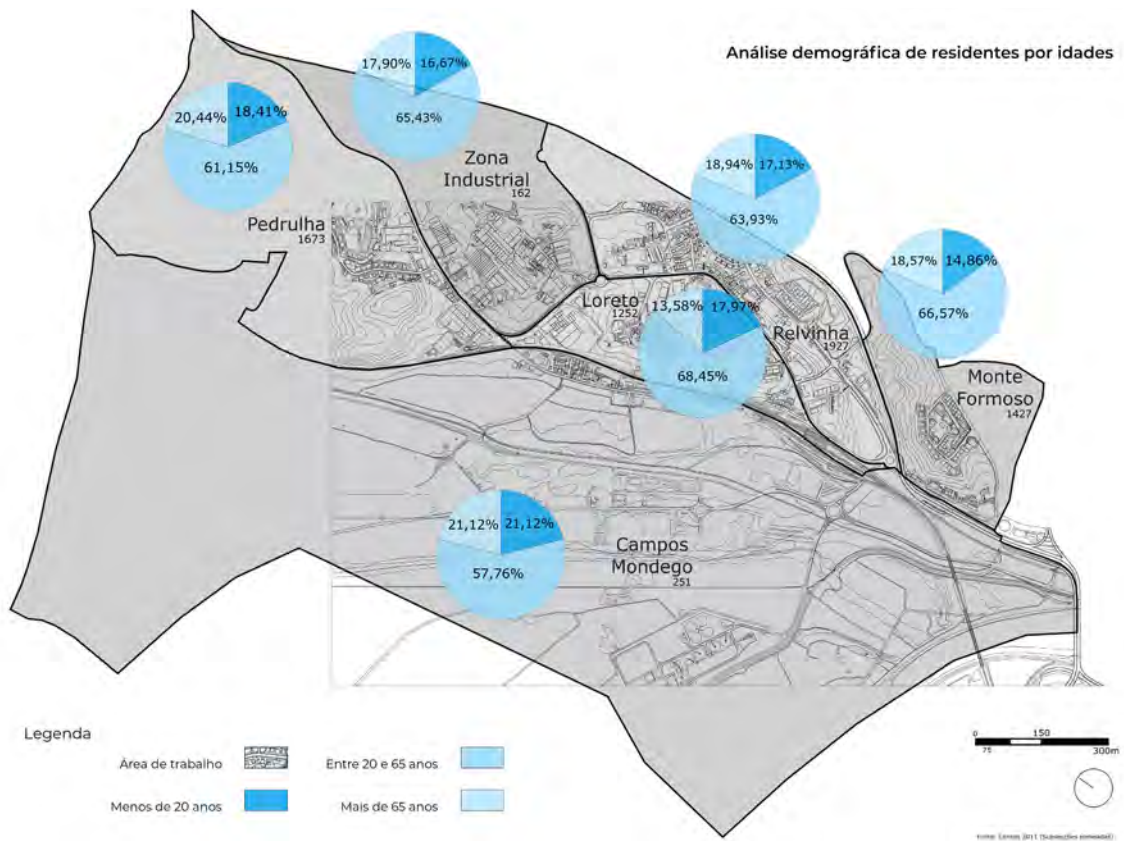 Análise demográfica de residentes por idades
17,90%
16,67%
65,43%
20,44%
18,41%
61,15%
Zona
Industrial
162
18,94%
17,13%
63,93%
Pedrulha
1673
18,57%
14,86%
66,57%
Loreto
1252
13,58%
17,97%
68,45%
Relvinha
1927
Monte
Formoso
1427
21,12%
21,12%
57,76%
Campos
Mondego
251
Legenda
Área de trabalho
Entre 20 e 65 anos
Menos de 20 anos
Mais de 65 anos
0
150
75
300m
Fonte: Censos 2011